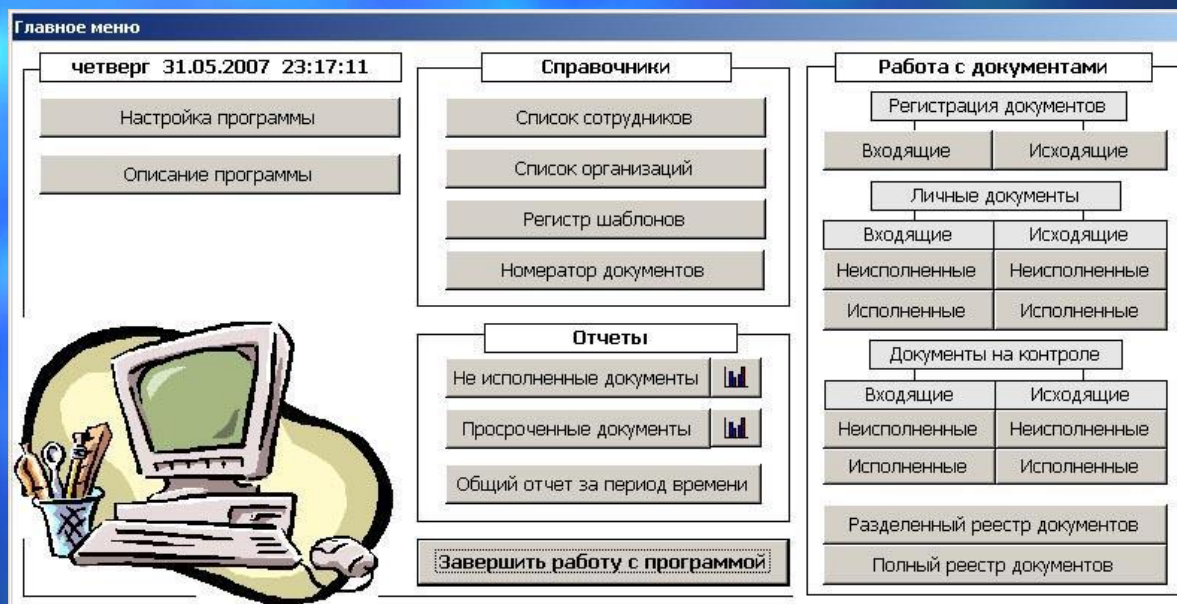 Главное меню
четверг 31.05.2007 23:17:11
Настройка программы
Описание программы
Справочники
Список сотрудников
Список организаций
Регистр шаблонов
Номератор документов
Отчеты
Не исполненные документы
Просроченные документы
Общий отчет за период времени
Завершить работу с программой
Работа с документами
Регистрация документов
Входящие Исходящие
Личные документы
Входящие Исходящие
Неисполненные Неисполненные
Исполненные Исполненные
Документы на контроле
Входящие Исходящие
Неисполненные Неисполненные
Исполненные Исполненные
Разделенный реестр документов
Полный реестр документов